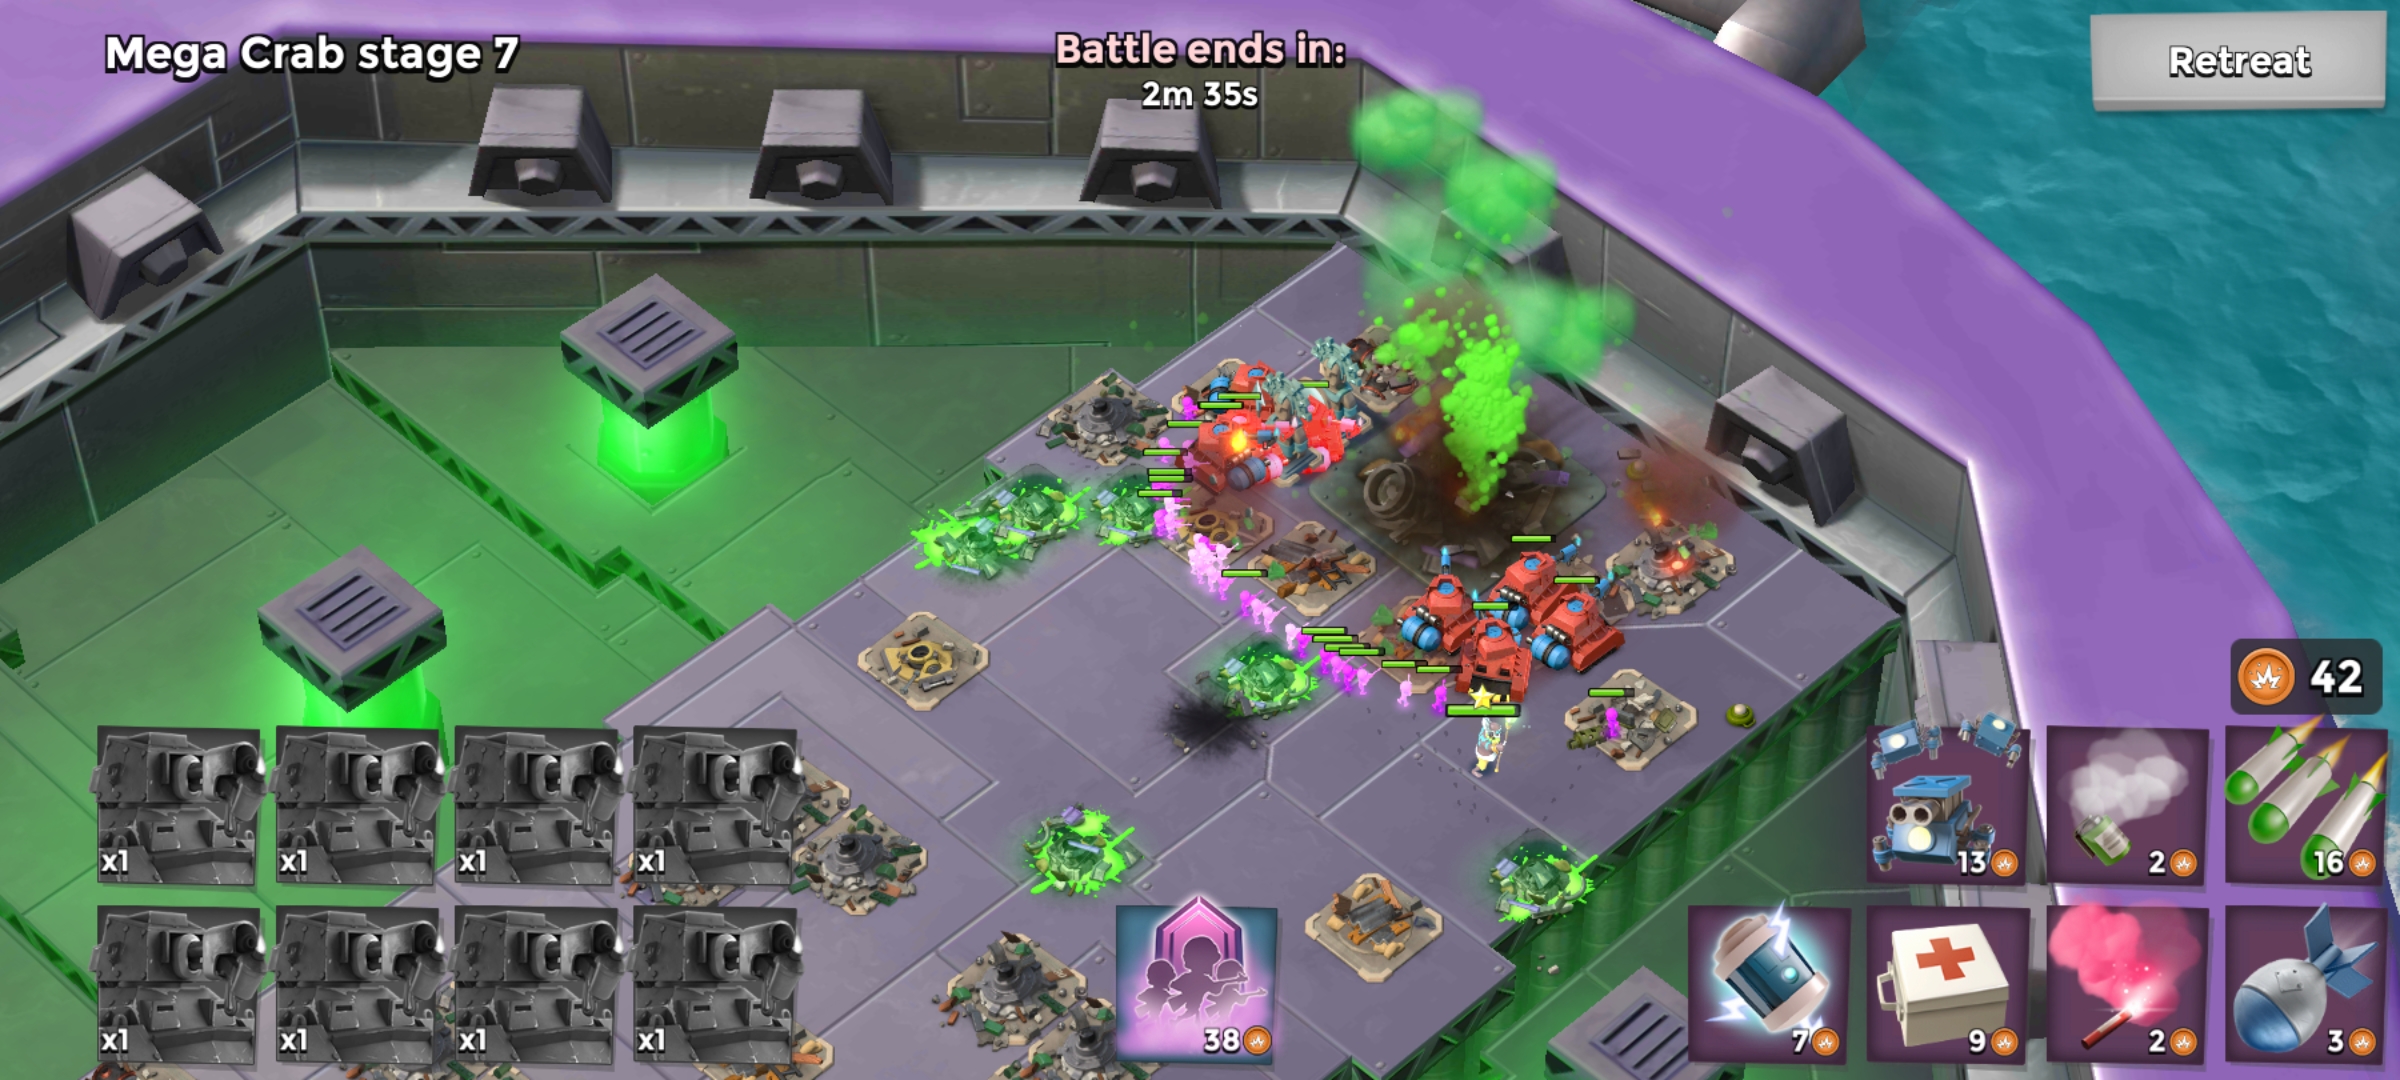 Mega Crab stage 7
Battle ends in:
2m 35s
Retreat
42
x1
x1
x1
x1
13
2
16
x1
x1
x1
x1
38
7
9
2
3